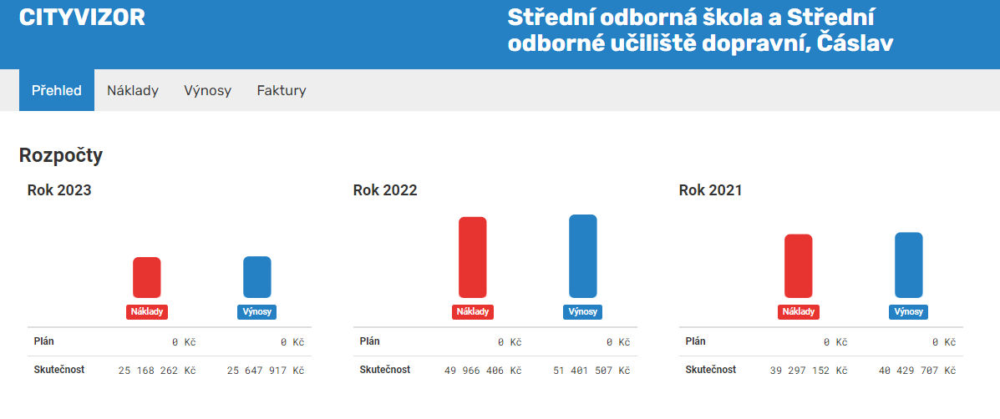 CITYVIZOR
Střední odborná škola a Střední
odborné učiliště dopravní, Čáslav
Přehled Náklady Výnosy Faktury
Rozpočty
Rok 2023
Náklady Výnosy
Plán 0 Kč 0 Kč
Skutečnost 25 168 262 Kč 25 647 917 Kč
Rok 2022
Náklady Výnosy
Plán 0 Kč 0 Kč
Skutečnost 49 966 406 Kč 51 401 507 Kč
Rok 2021
Náklady Výnosy
Plán 0 Kč 0 Kč
Skutečnost 39 297 152 Kč 40 429 707 Kč